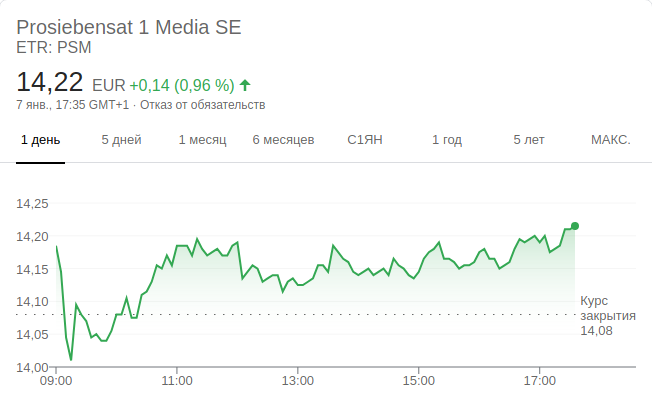 Prosiebensat 1 Media SE
ETR: PSM
14,22 EUR +0,14 (0,96 %)
7 янв., 17:35 GMT+1 · Отказ от обязательств
1 день 5 дней 1 месяц 6 месяцев С1ЯН 1 год 5 лет МАКС.
14,25
14,20
14,15
14,10
Курс
закрытия
14,08
14,05
14,00
09:00 11:00 13:00 15:00 17:00